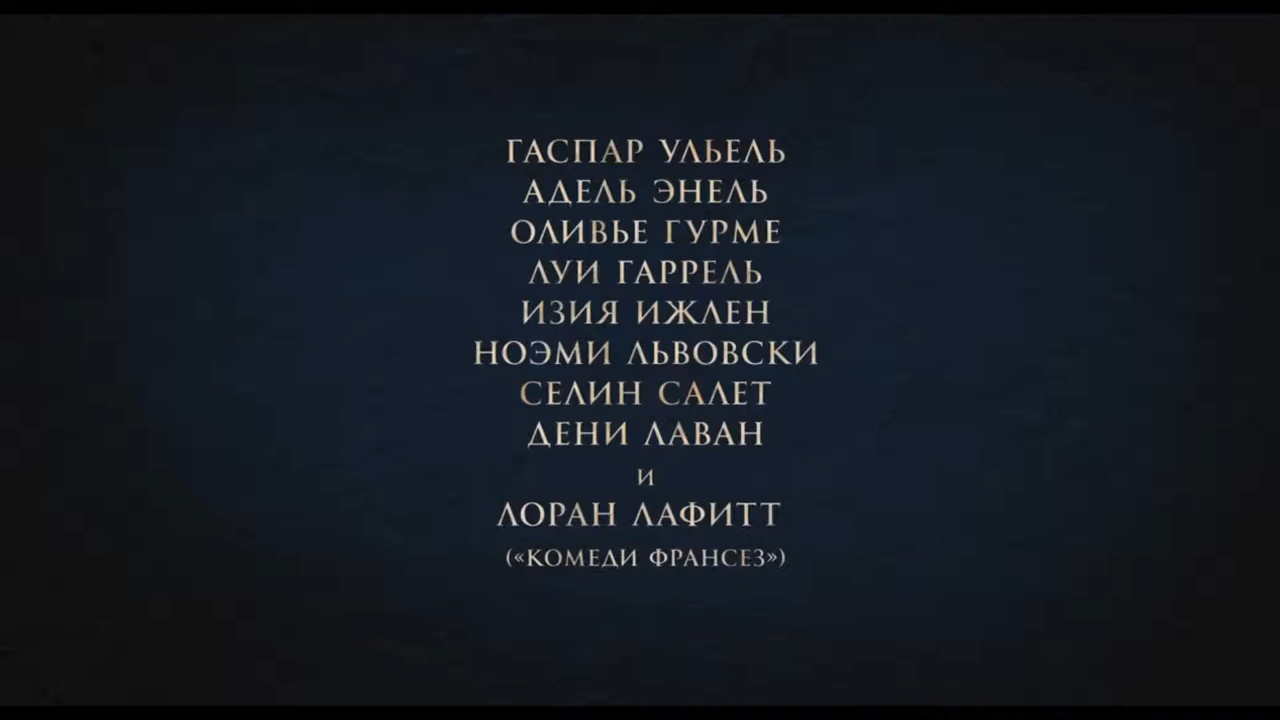 ГАСПАР УЛЬЕЛЬ
АДЕЛЬ ЭНЕЛЬ
ОЛИВЬЕ ГУРМЕ
ЛУИ ГАРРЕЛЬ
ИЗИЯ ИЖЛЕН
НОЭМИ ЛЬВОВСКИ
СЕЛИН САЛЕТ
ДЕНИ ЛАВАН
И
ЛОРАН ЛАФИТТ
(«КОМЕДИ ФРАНСЕЗ»)